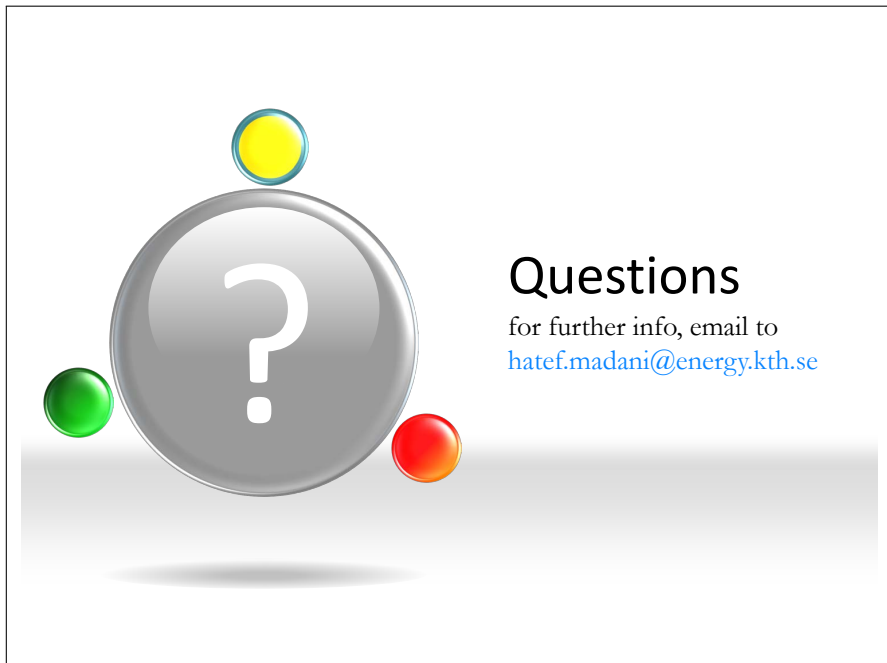 ?
Questions
for further info, email to
hatef.madani@energy.kth.se